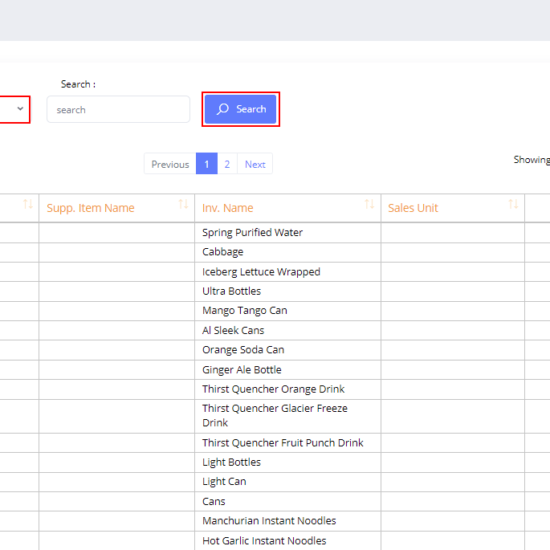 Search :
search
Search
Previous 1 2 Next
Showing
Supp. Item Name Inv. Name Sales Unit
Spring Purified Water
Cabbage
Iceberg Lettuce Wrapped
Ultra Bottles
Mango Tango Can
Al Sleek Cans
Orange Soda Can
Ginger Ale Bottle
Thirst Quencher Orange Drink
Thirst Quencher Glacier Freeze
Drink
Thirst Quencher Fruit Punch Drink
Light Bottles
Light Can
Cans
Manchurian Instant Noodles
Hot Garlic Instant Noodles